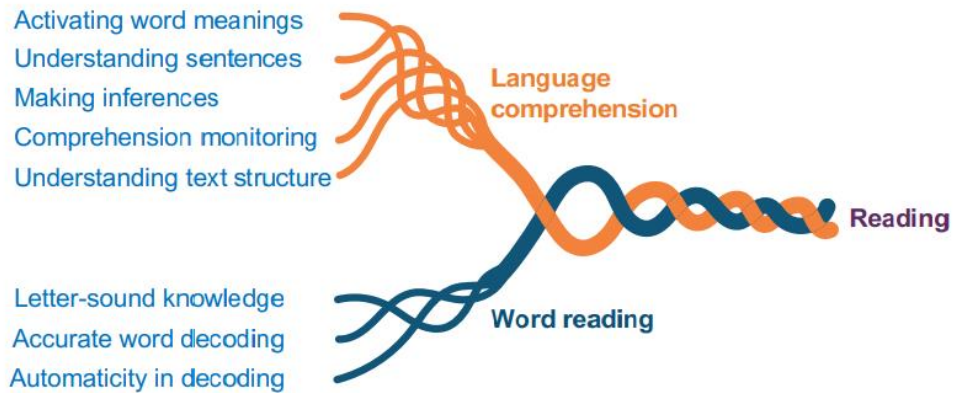 Activating word meanings
Understanding sentences
Making inferences
Comprehension monitoring
Understanding text structure
Language
comprehension
Reading
Letter-sound knowledge
Accurate word decoding
Automaticity in decoding
Word reading